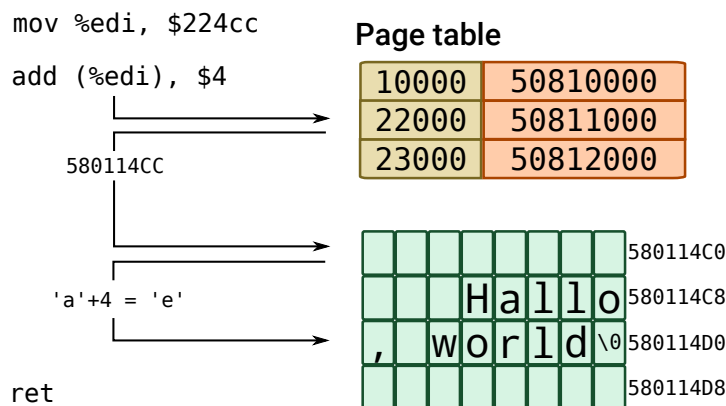 mov %edi, $224cc
add (%edi), $4
580114CC
'a'+4 = 'e'
ret
Page table
10000 50810000
22000 50811000
23000 50812000
580114C0
Hallo 580114C8
, world\0 580114D0
580114D8